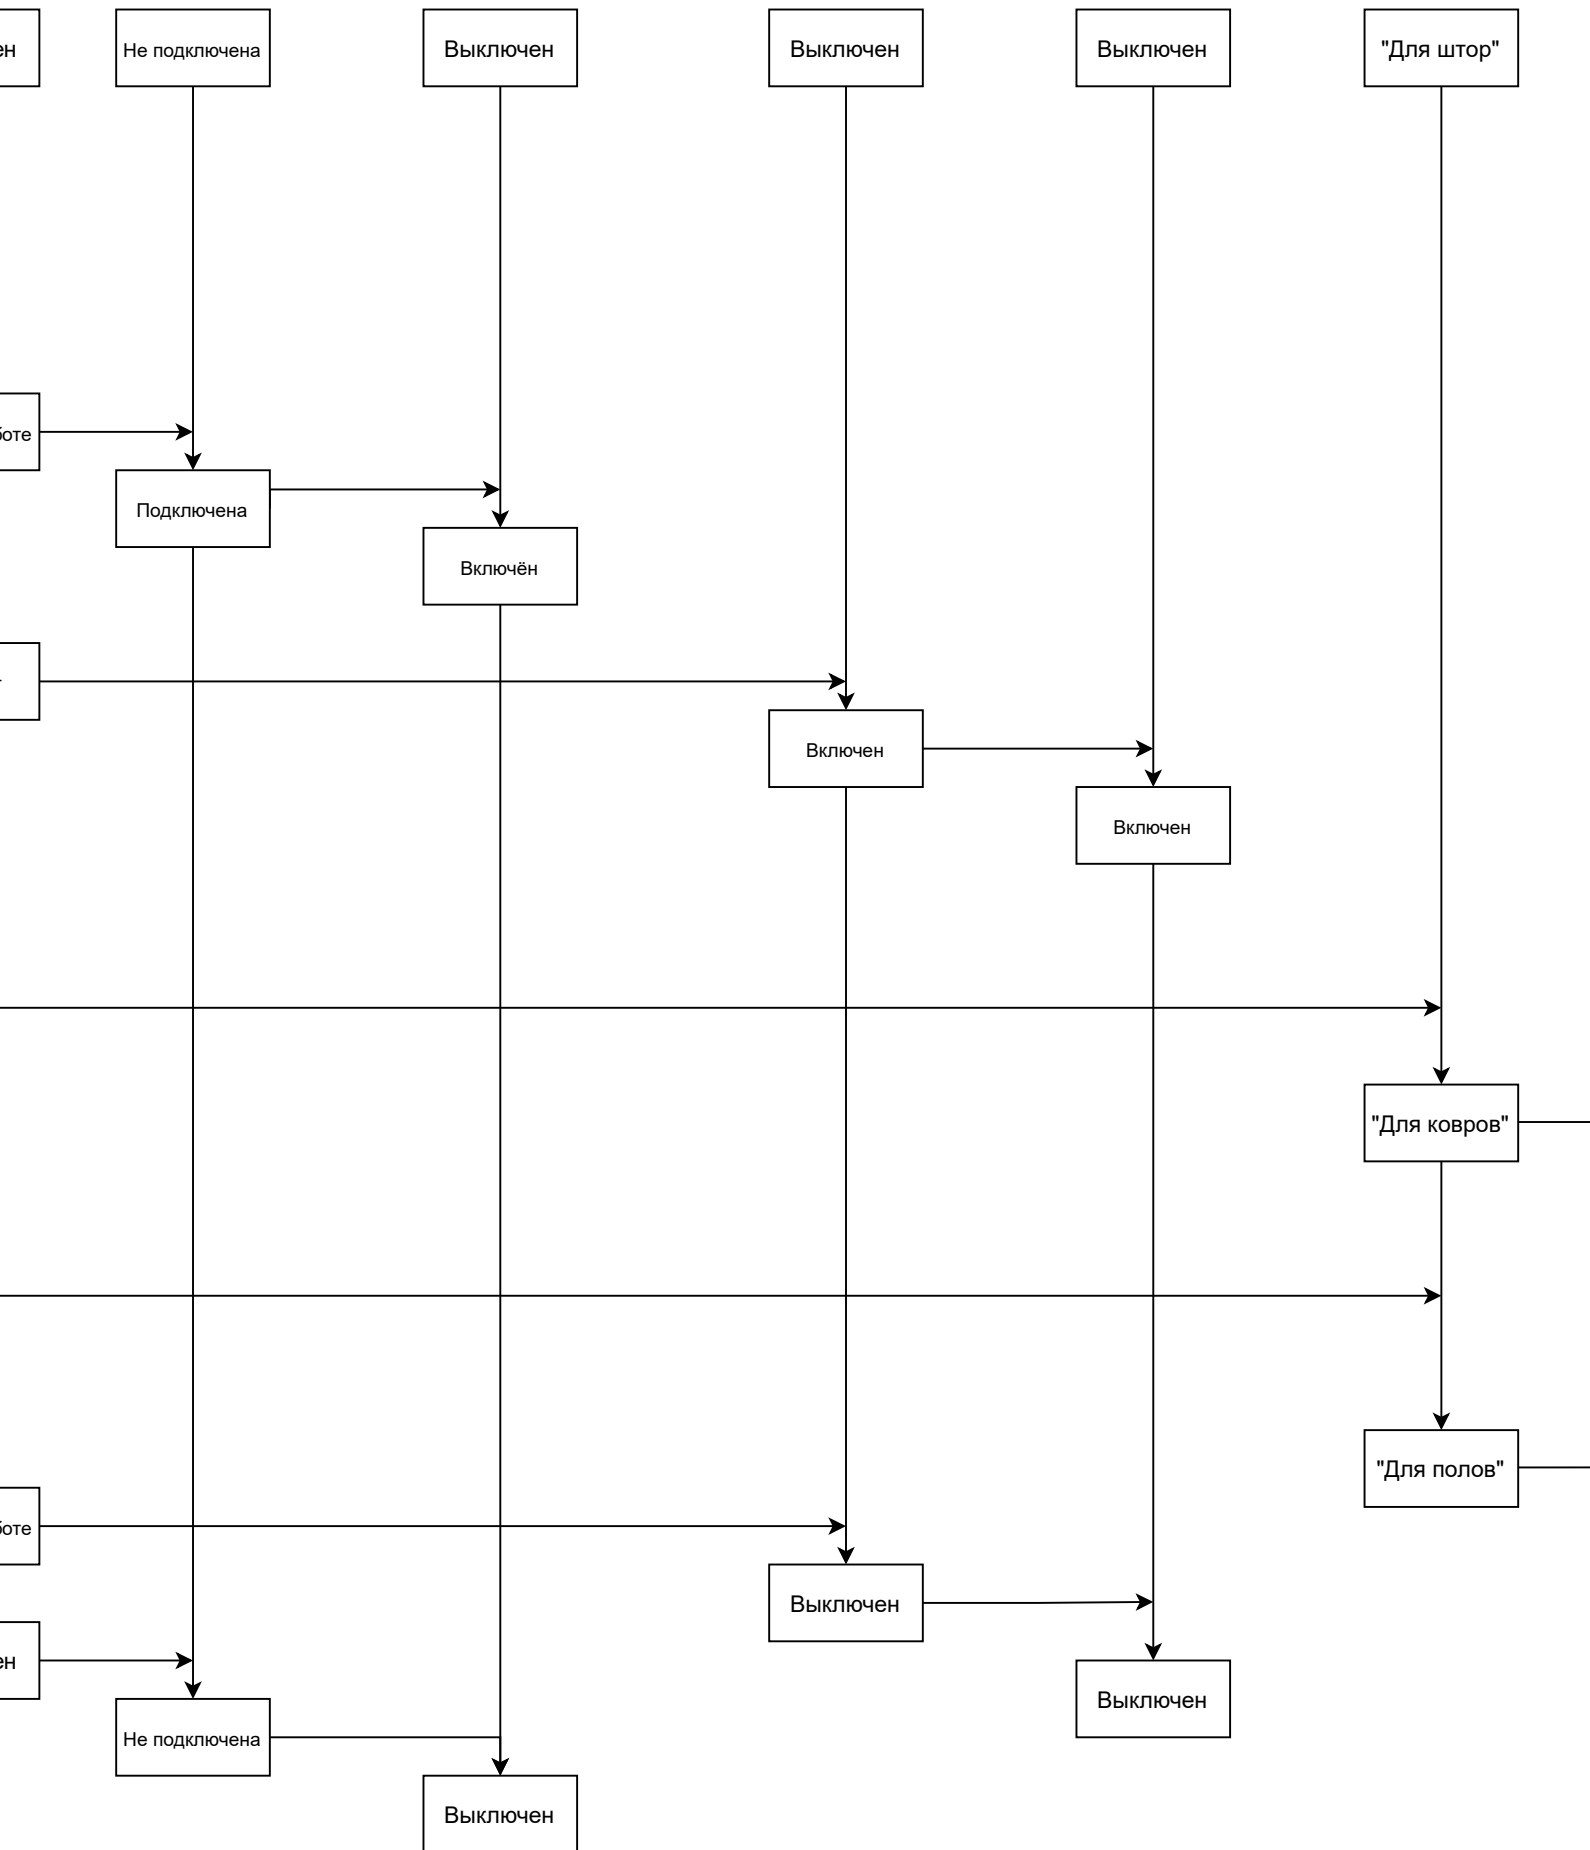 Не подключена
Выключен
Выключен
Выключен
"Для штор"
Подключена
Включён
Включен
Включен
"Для ковров"
"Для полов"
Выключен
Выключен
Не подключена
Выключен